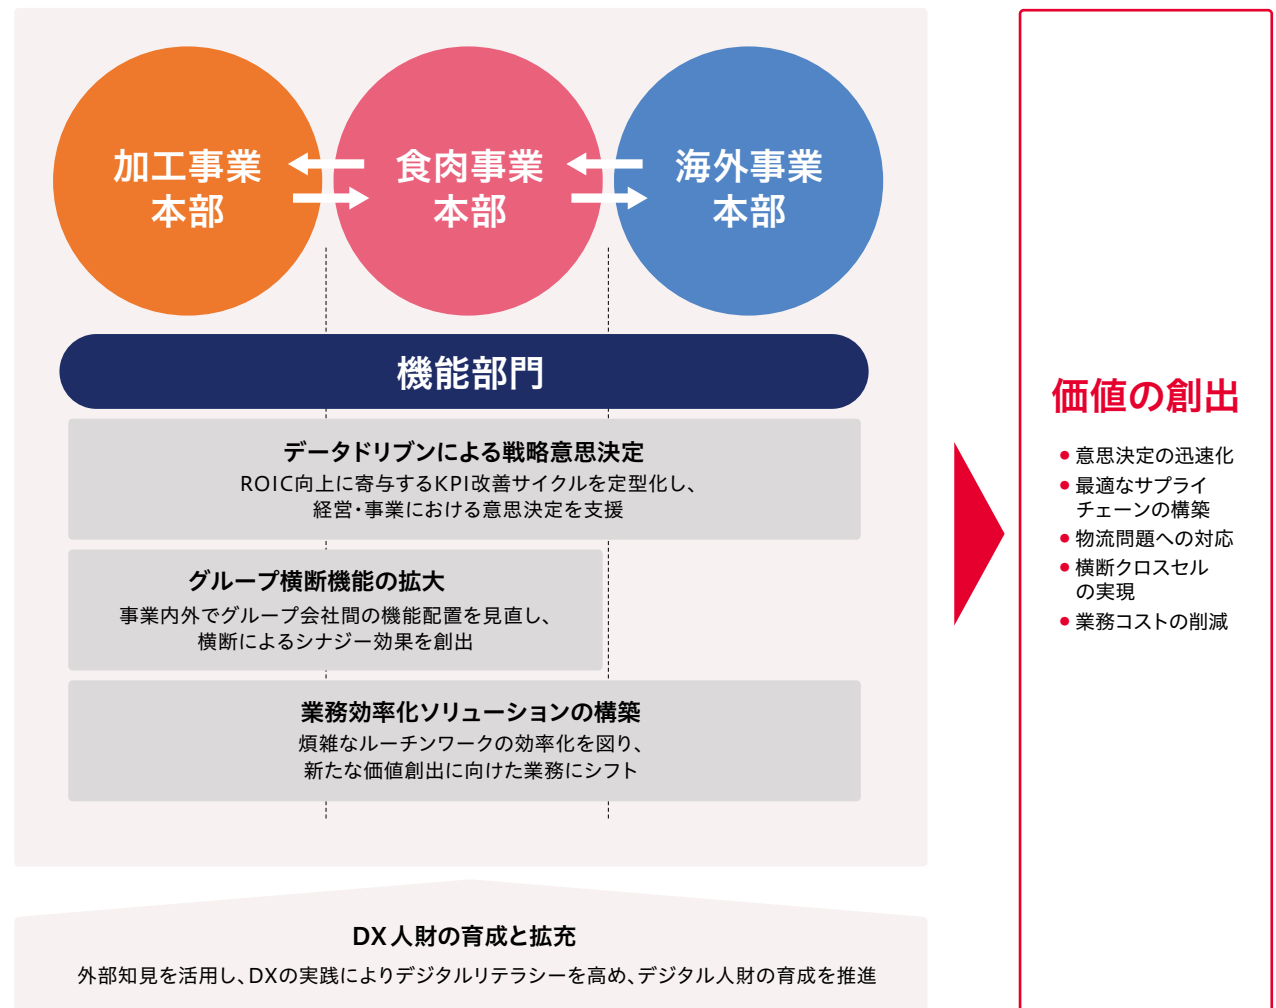 加工事業
本部
食肉事業
本部
海外事業
本部
機能部門
データドリブンによる戦略意思決定
ROIC向上に寄与するKPI改善サイクルを定型化し、
経営・事業における意思決定を支援
グループ横断機能の拡大
事業内外でグループ会社間の機能配置を見直し、
横断によるシナジー効果を創出
業務効率化ソリューションの構築
煩雑なルーチンワークの効率化を図り、
新たな価値創出に向けた業務にシフト
DX人財の育成と拡充
外部知見を活用し、DXの実践によりデジタルリテラシーを高め、デジタル人財の育成を推進
価値の創出
● 意思決定の迅速化
● 最適なサプライ
チェーンの構築
● 物流問題への対応
● 横断クロスセル
の実現
● 業務コストの削減